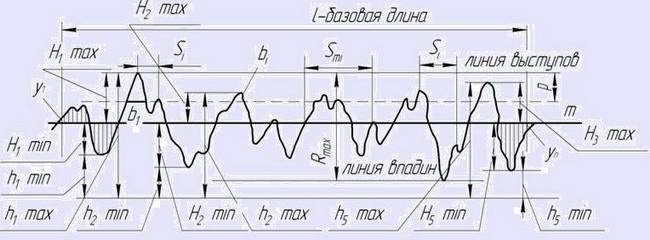 H₂ max
l-базовая длина
H₁ max
Sᵢ
bᵢ
Sₘᵢ
Sᵢ
линия выступов
y₁
b₁
p
m
Rₘₐₓ
H₃ max
H₁ min
линия впадин
yₙ
h₁ min
h₁ max
h₂ min
H₂ min
h₂ max
h₅ max
H₅ min
h₅ min